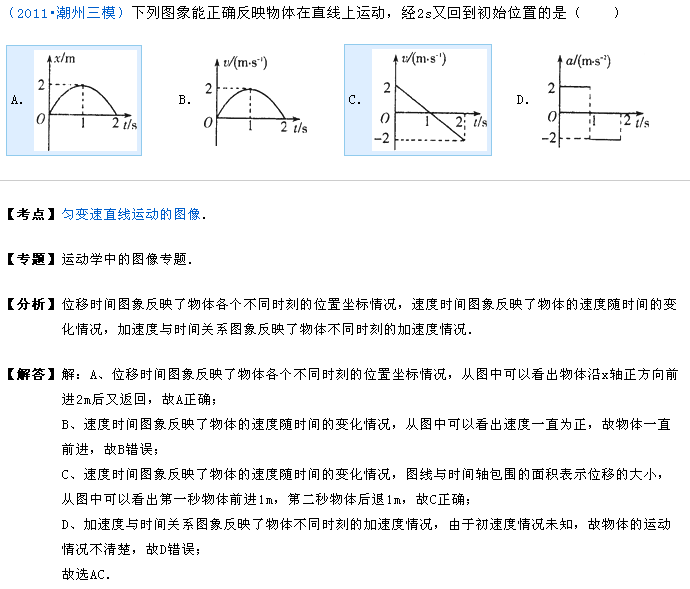 (2011•潮州三模)下列图象能正确反映物体在直线上运动,经2s又回到初始位置的是( )
A.
x/m
2
O
1
2
t/s
B.
v/(m·s⁻¹)
2
O
1
2
t/s
C.
v/(m·s⁻¹)
2
O
1
2
t/s
−2
D.
a/(m·s⁻²)
2
O
1
2
t/s
−2
【考点】匀变速直线运动的图像.
【专题】运动学中的图像专题.
【分析】位移时间图象反映了物体各个不同时刻的位置坐标情况,速度时间图象反映了物体的速度随时间的变
化情况,加速度与时间关系图象反映了物体不同时刻的加速度情况.
【解答】解:A、位移时间图象反映了物体各个不同时刻的位置坐标情况,从图中可以看出物体沿x轴正方向前
进2m后又返回,故A正确;
B、速度时间图象反映了物体的速度随时间的变化情况,从图中可以看出速度一直为正,故物体一直
前进,故B错误;
C、速度时间图象反映了物体的速度随时间的变化情况,图线与时间轴包围的面积表示位移的大小,
从图中可以看出第一秒物体前进1m,第二秒物体后退1m,故C正确;
D、加速度与时间关系图象反映了物体不同时刻的加速度情况,由于初速度情况未知,故物体的运动
情况不清楚,故D错误;
故选AC.